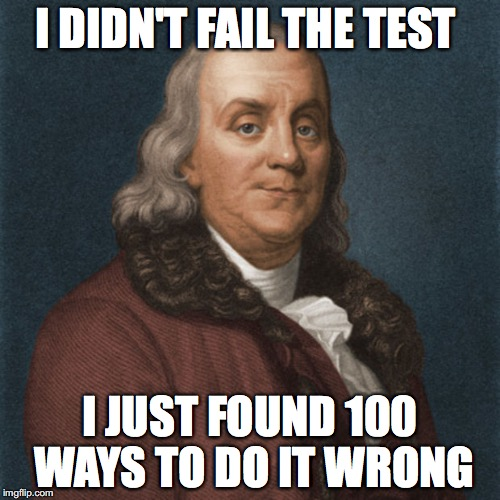 I DIDN'T FAIL THE TEST
I JUST FOUND 100
WAYS TO DO IT WRONG
imgflip.com